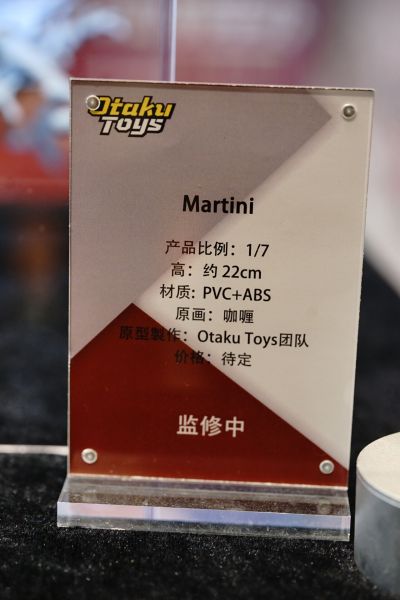 Otaku
Toys
Martini
产品比例：1/7
高：约 22cm
材质: PVC+ABS
原画：咖喱
原型製作：Otaku Toys团队
价格：待定
监修中